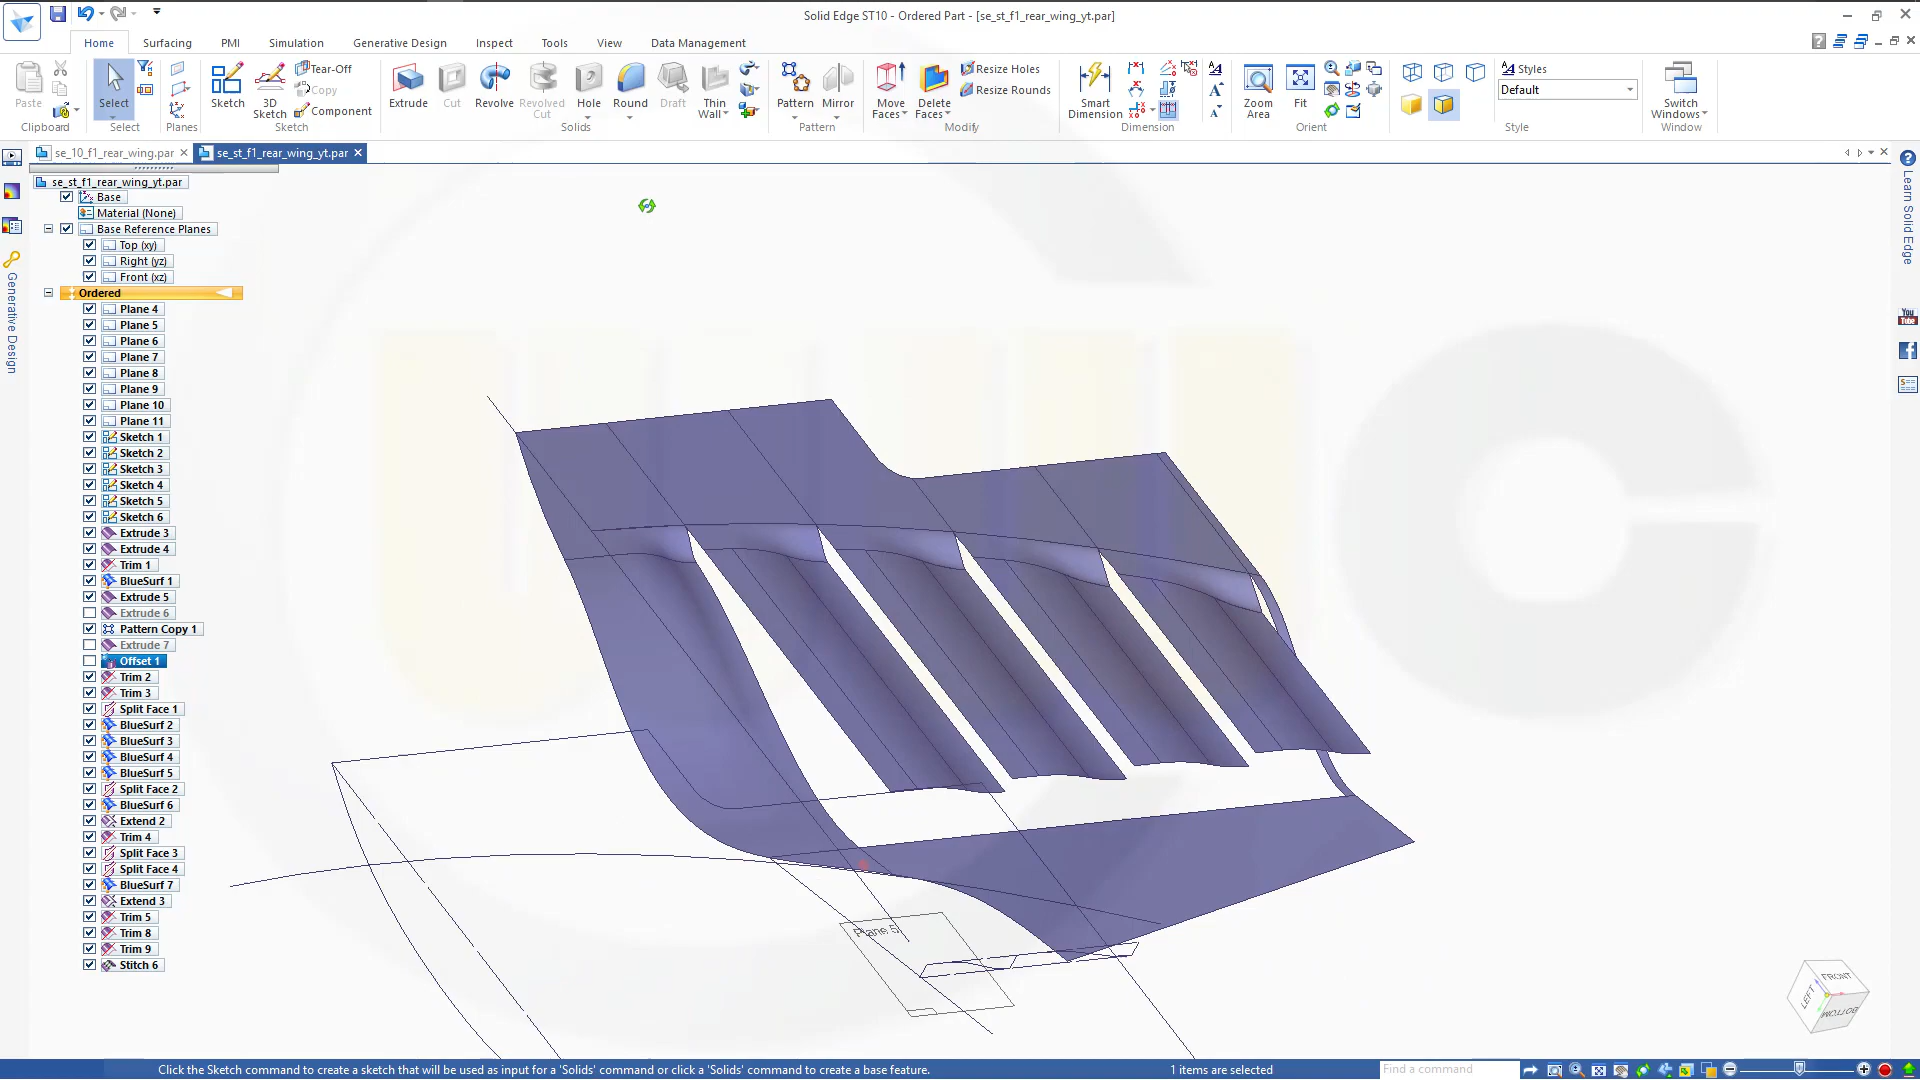 Solid Edge ST10 - Ordered Part - [se_st_f1_rear_wing_yt.par]
Home Surfacing PMI Simulation Generative Design Inspect Tools View Data Management
Paste
Clipboard
Select
Select
Planes
Sketch
3D Sketch
Tear-Off
Copy
Component
Sketch
Extrude
Cut
Revolve
Revolved Cut
Hole
Round
Draft
Thin Wall
Solids
Pattern
Mirror
Pattern
Move Faces
Delete Faces
Resize Holes
Resize Rounds
Modify
Smart Dimension
Dimension
Zoom Area
Fit
Orient
Styles
Default
Style
Switch Windows
Window
se_10_f1_rear_wing.par
se_st_f1_rear_wing_yt.par
se_st_f1_rear_wing_yt.par
Base
Material (None)
Base Reference Planes
Top (xy)
Right (yz)
Front (xz)
Ordered
Plane 4
Plane 5
Plane 6
Plane 7
Plane 8
Plane 9
Plane 10
Plane 11
Sketch 1
Sketch 2
Sketch 3
Sketch 4
Sketch 5
Sketch 6
Extrude 3
Extrude 4
Trim 1
BlueSurf 1
Extrude 5
Extrude 6
Pattern Copy 1
Extrude 7
Offset 1
Trim 2
Trim 3
Split Face 1
BlueSurf 2
BlueSurf 3
BlueSurf 4
BlueSurf 5
Split Face 2
BlueSurf 6
Extend 2
Trim 4
Split Face 3
Split Face 4
BlueSurf 7
Extend 3
Trim 5
Trim 8
Trim 9
Stitch 6
Generative Design
Learn Solid Edge
You Tube
Plane 5
LEFT
FRONT
BOTTOM
Click the Sketch command to create a sketch that will be used as input for a 'Solids' command or click a 'Solids' command to create a base feature.
1 items are selected
Find a command